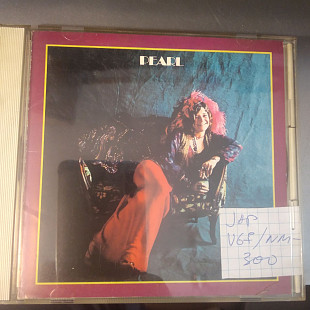 PEARL
JAP
VG+/NM-
300